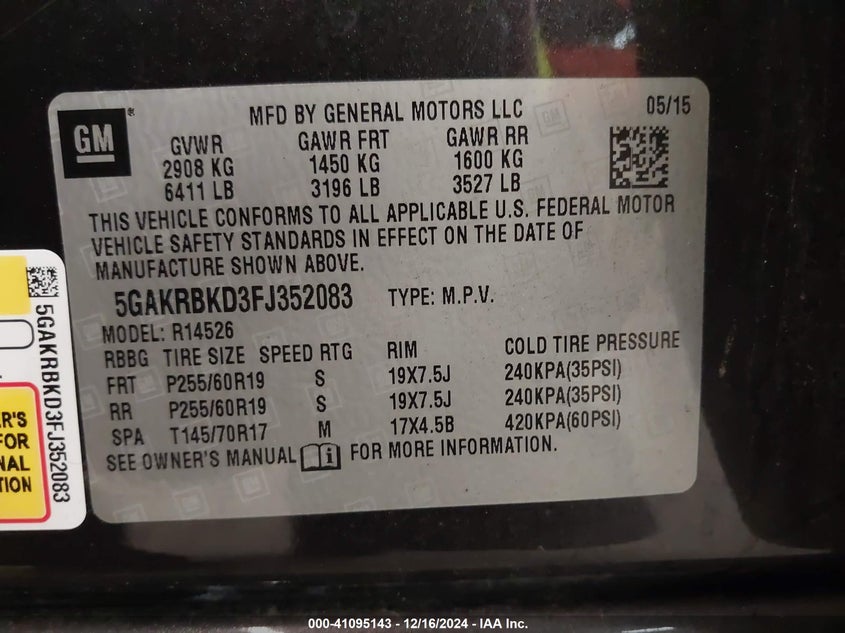 GM ®
MFD BY GENERAL MOTORS LLC 05/15
GVWR GAWR FRT GAWR RR
2908 KG 1450 KG 1600 KG
6411 LB 3196 LB 3527 LB
THIS VEHICLE CONFORMS TO ALL APPLICABLE U.S. FEDERAL MOTOR
VEHICLE SAFETY STANDARDS IN EFFECT ON THE DATE OF
MANUFACTURE SHOWN ABOVE.
5GAKRBKD3FJ352083 TYPE: M.P.V.
MODEL: R14526
RBBG TIRE SIZE SPEED RTG RIM COLD TIRE PRESSURE
FRT P255/60R19 S 19X7.5J 240KPA(35PSI)
RR P255/60R19 S 19X7.5J 240KPA(35PSI)
SPA T145/70R17 M 17X4.5B 420KPA(60PSI)
SEE OWNER'S MANUAL i FOR MORE INFORMATION.
5GAKRBKD3FJ352083
ER'S
FOR
NAL
TION
000-41095143 - 12/16/2024 - IAA Inc.